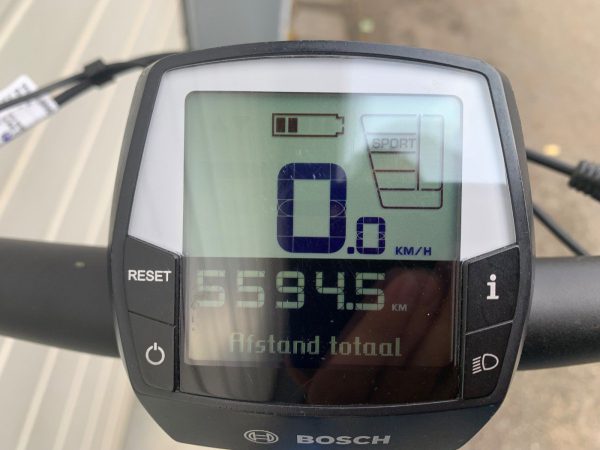 SPORT
0.0 KM/H
RESET
5594.5 KM
i
Afstand totaal
BOSCH